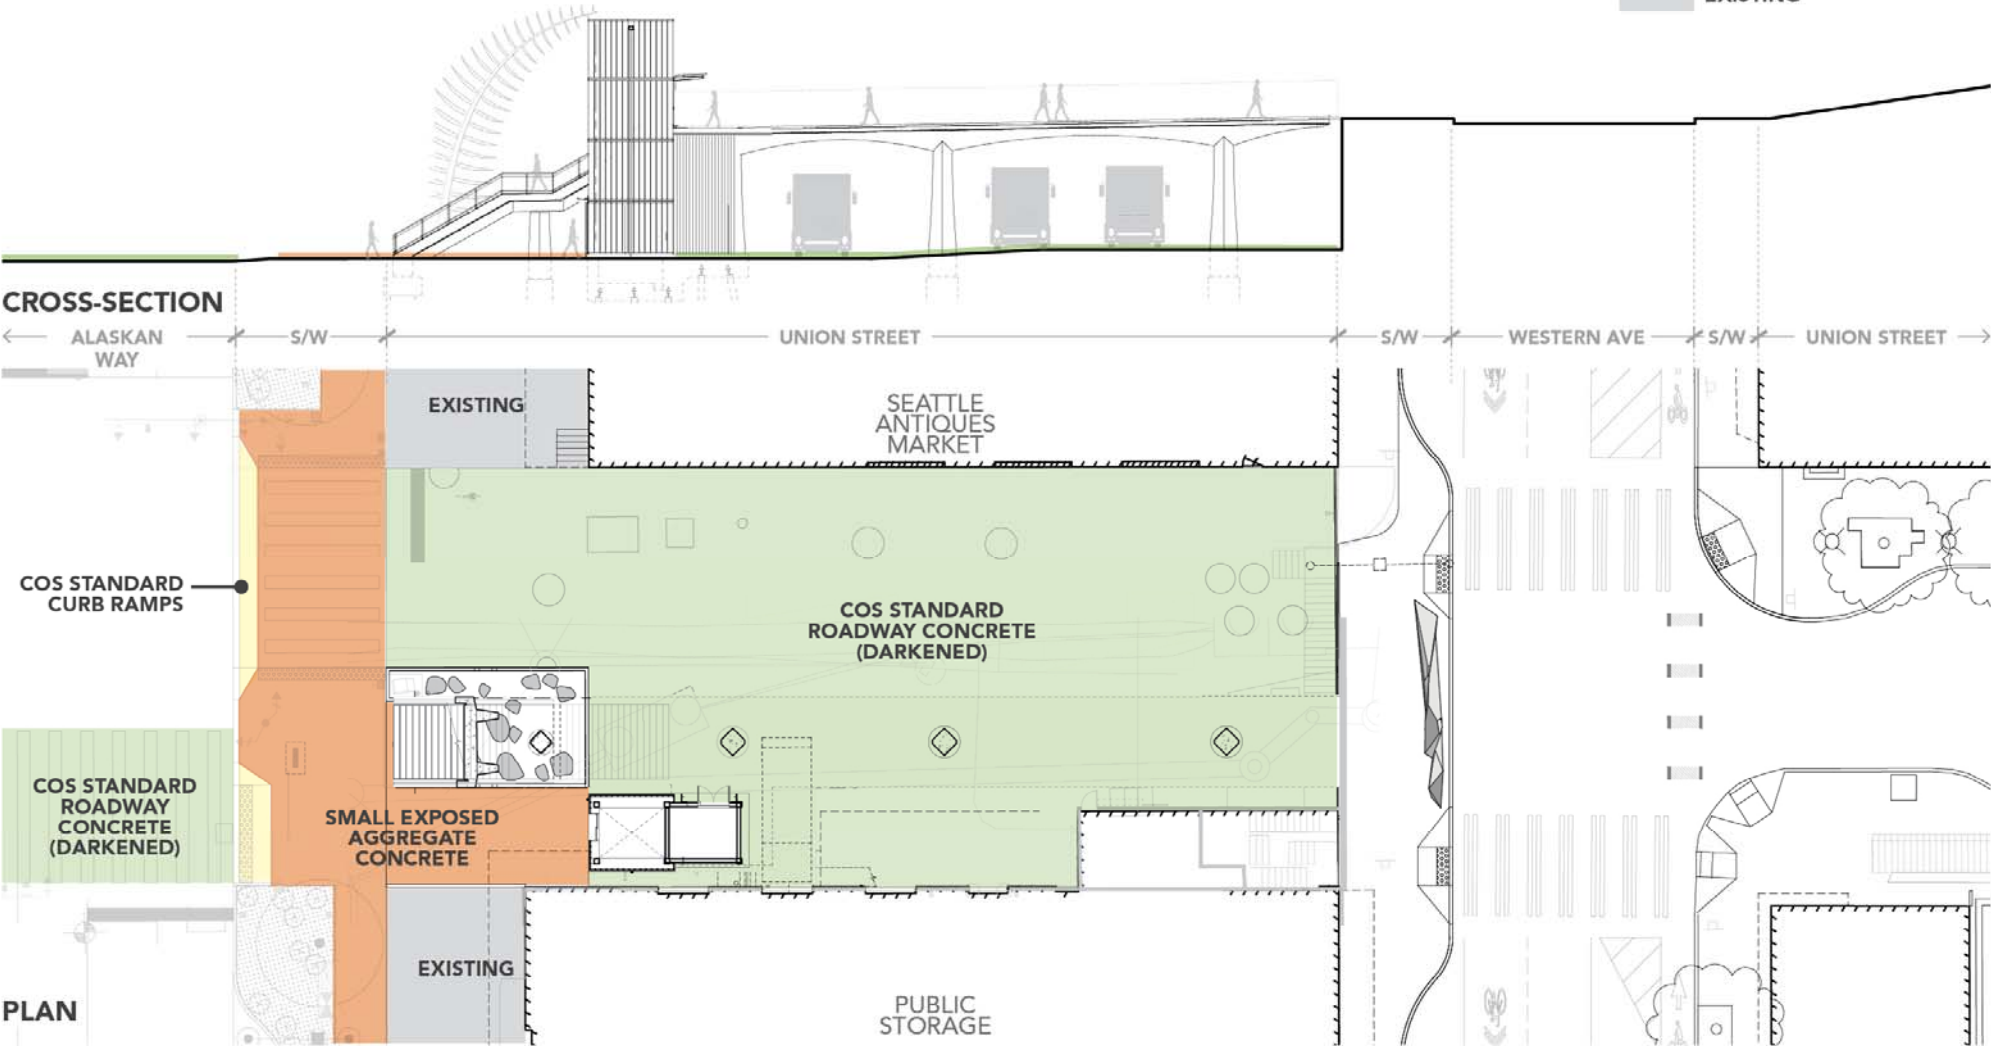 EXISTING
CROSS-SECTION
ALASKAN
WAY
S/W
UNION STREET
S/W
WESTERN AVE
S/W
UNION STREET
EXISTING
SEATTLE
ANTIQUES
MARKET
COS STANDARD
CURB RAMPS
COS STANDARD
ROADWAY CONCRETE
(DARKENED)
COS STANDARD
ROADWAY
CONCRETE
(DARKENED)
SMALL EXPOSED
AGGREGATE
CONCRETE
EXISTING
PLAN
PUBLIC
STORAGE